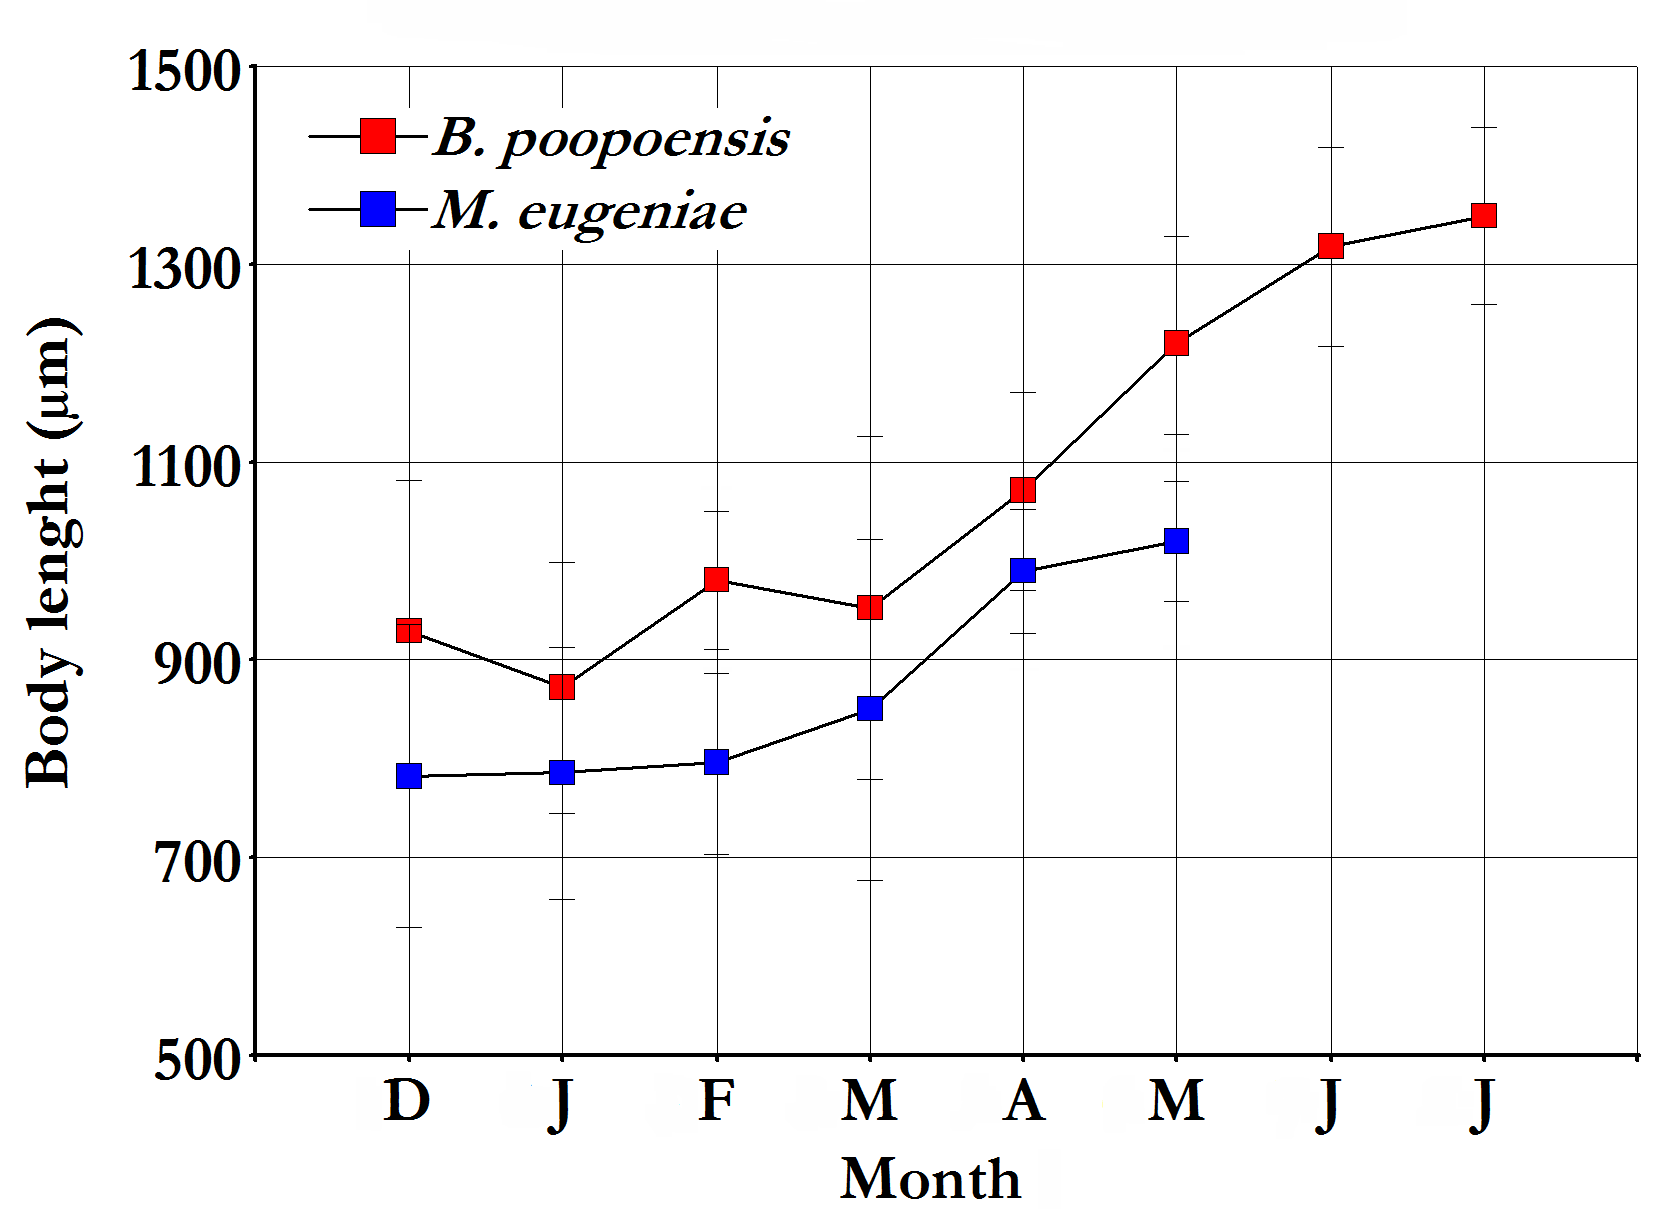 1500
B. poopoensis
M. eugeniae
1300
1100
900
700
500
Body lenght (μm)
D J F M A M J J
Month